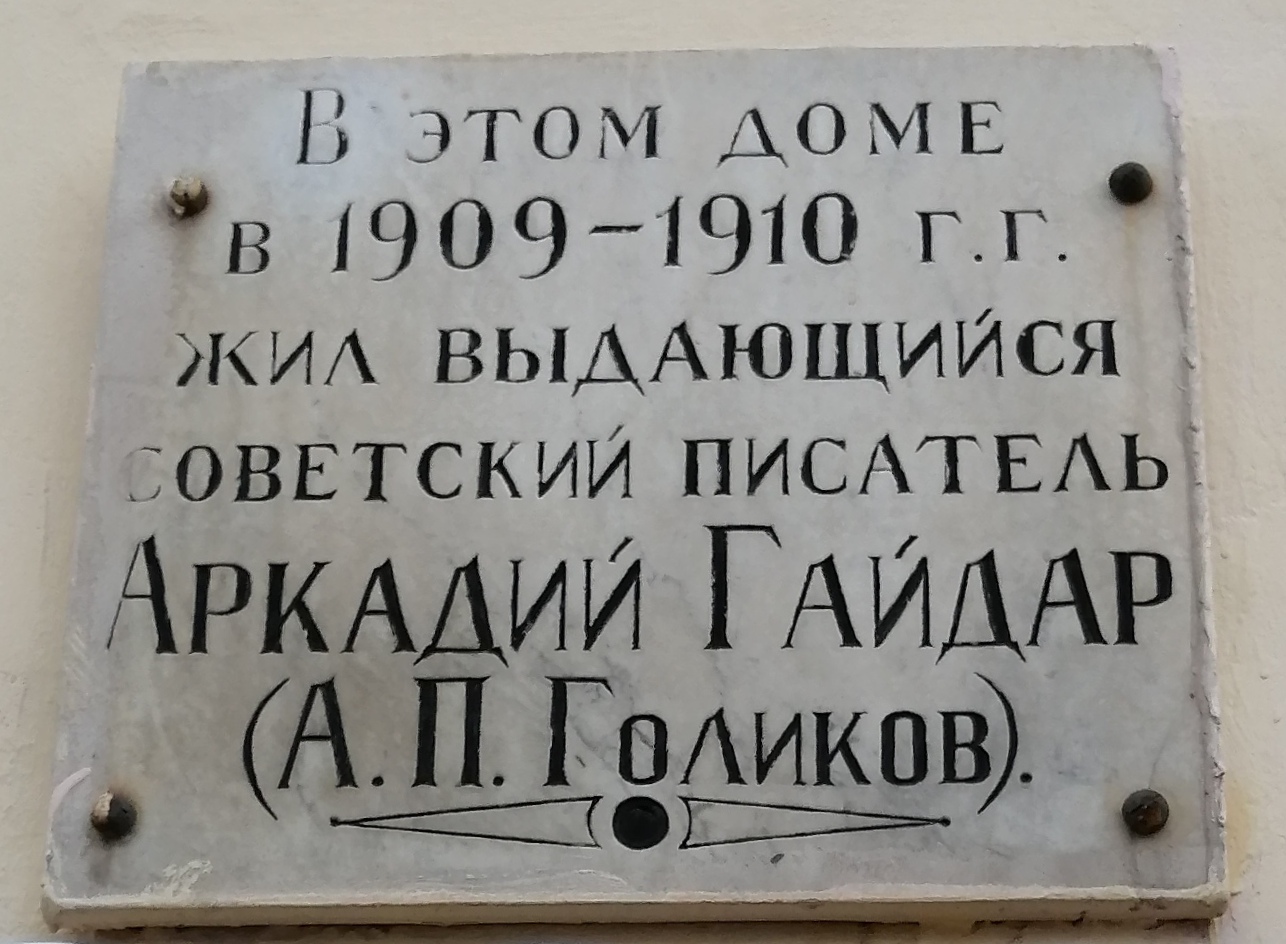 В этом доме
в 1909-1910 г.г.
жил выдающийся
советский писатель
Аркадий Гайдар
(А.П.Голиков).